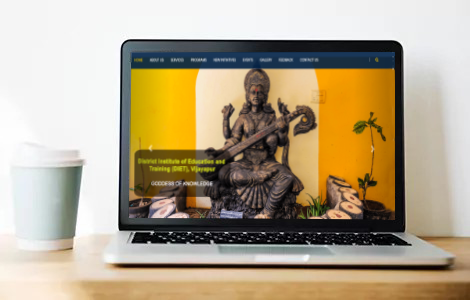 HOME ABOUT US SERVICES PROGRAMS NEW INITIATIVES EVENTS GALLERY FEEDBACK CONTACT US
District Institute of Education and
Training (DIET), Vijayapur
GODDESS OF KNOWLEDGE